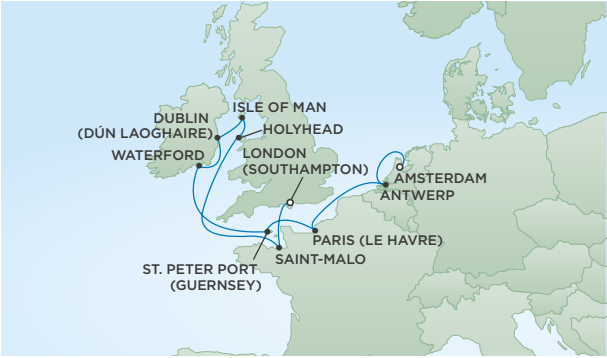 ISLE OF MAN
DUBLIN
(DÚN LAOGHAIRE)
HOLYHEAD
WATERFORD
LONDON
(SOUTHAMPTON)
AMSTERDAM
ANTWERP
PARIS (LE HAVRE)
SAINT-MALO
ST. PETER PORT
(GUERNSEY)